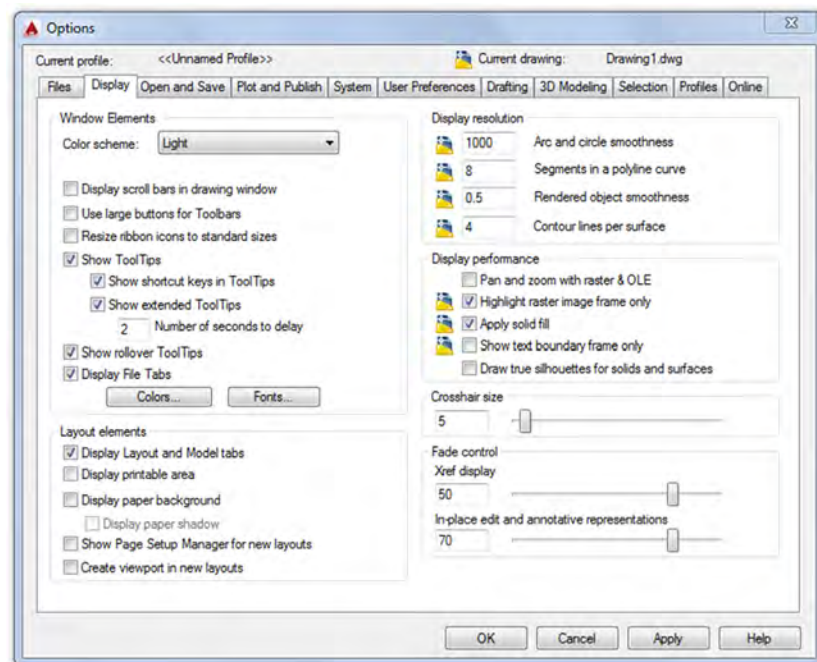 Options
Current profile: <<Unnamed Profile>> Current drawing: Drawing1.dwg
Files Display Open and Save Plot and Publish System User Preferences Drafting 3D Modeling Selection Profiles Online
Window Elements
Color scheme: Light
Display scroll bars in drawing window
Use large buttons for Toolbars
Resize ribbon icons to standard sizes
Show ToolTips
Show shortcut keys in ToolTips
Show extended ToolTips
2 Number of seconds to delay
Show rollover ToolTips
Display File Tabs
Colors... Fonts...
Layout elements
Display Layout and Model tabs
Display printable area
Display paper background
Display paper shadow
Show Page Setup Manager for new layouts
Create viewport in new layouts
Display resolution
1000 Arc and circle smoothness
8 Segments in a polyline curve
0.5 Rendered object smoothness
4 Contour lines per surface
Display performance
Pan and zoom with raster & OLE
Highlight raster image frame only
Apply solid fill
Show text boundary frame only
Draw true silhouettes for solids and surfaces
Crosshair size
5
Fade control
Xref display
50
In-place edit and annotative representations
70
OK Cancel Apply Help